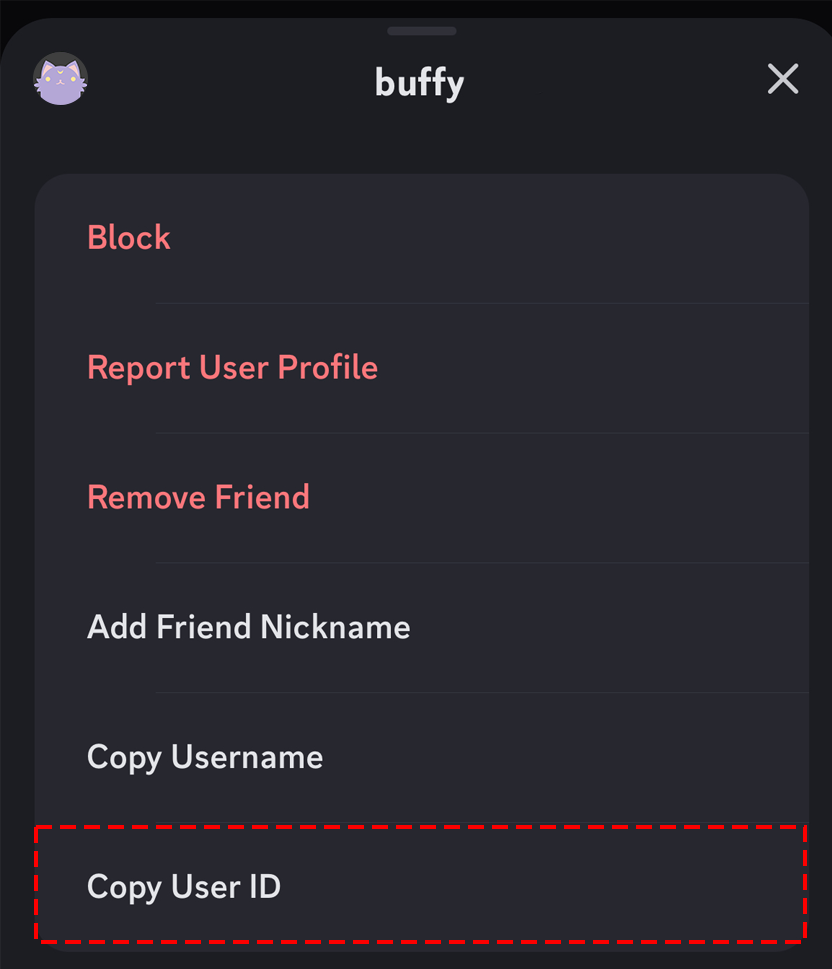 buffy
Block
Report User Profile
Remove Friend
Add Friend Nickname
Copy Username
Copy User ID